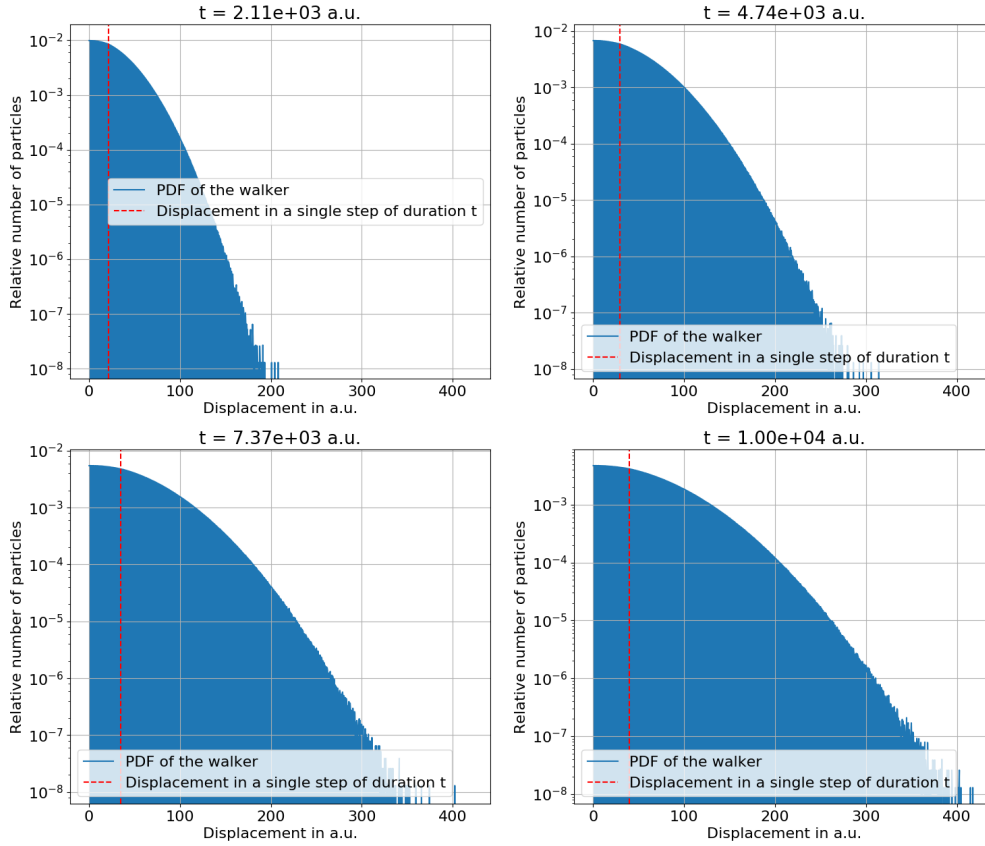 t = 2.11e+03 a.u.
Relative number of particles
10⁻²
10⁻³
10⁻⁴
10⁻⁵
10⁻⁶
10⁻⁷
10⁻⁸
PDF of the walker
Displacement in a single step of duration t
0 100 200 300 400
Displacement in a.u.
t = 4.74e+03 a.u.
Relative number of particles
10⁻²
10⁻³
10⁻⁴
10⁻⁵
10⁻⁶
10⁻⁷
10⁻⁸
PDF of the walker
Displacement in a single step of duration t
0 100 200 300 400
Displacement in a.u.
t = 7.37e+03 a.u.
Relative number of particles
10⁻²
10⁻³
10⁻⁴
10⁻⁵
10⁻⁶
10⁻⁷
10⁻⁸
PDF of the walker
Displacement in a single step of duration t
0 100 200 300 400
Displacement in a.u.
t = 1.00e+04 a.u.
Relative number of particles
10⁻³
10⁻⁴
10⁻⁵
10⁻⁶
10⁻⁷
10⁻⁸
PDF of the walker
Displacement in a single step of duration t
0 100 200 300 400
Displacement in a.u.